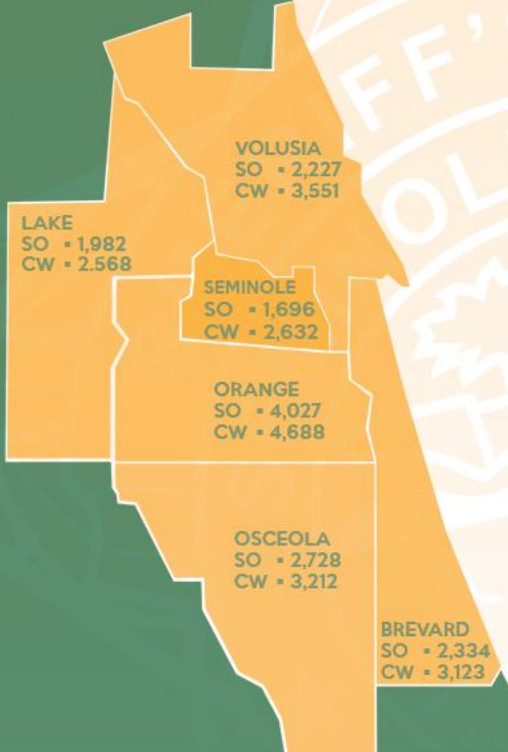 FF'
OL
VOLUSIA
SO ▪ 2,227
CW ▪ 3,551
LAKE
SO ▪ 1,982
CW ▪ 2.568
SEMINOLE
SO ▪ 1,696
CW ▪ 2,632
ORANGE
SO ▪ 4,027
CW ▪ 4,688
OSCEOLA
SO ▪ 2,728
CW ▪ 3,212
BREVARD
SO ▪ 2,334
CW ▪ 3,123